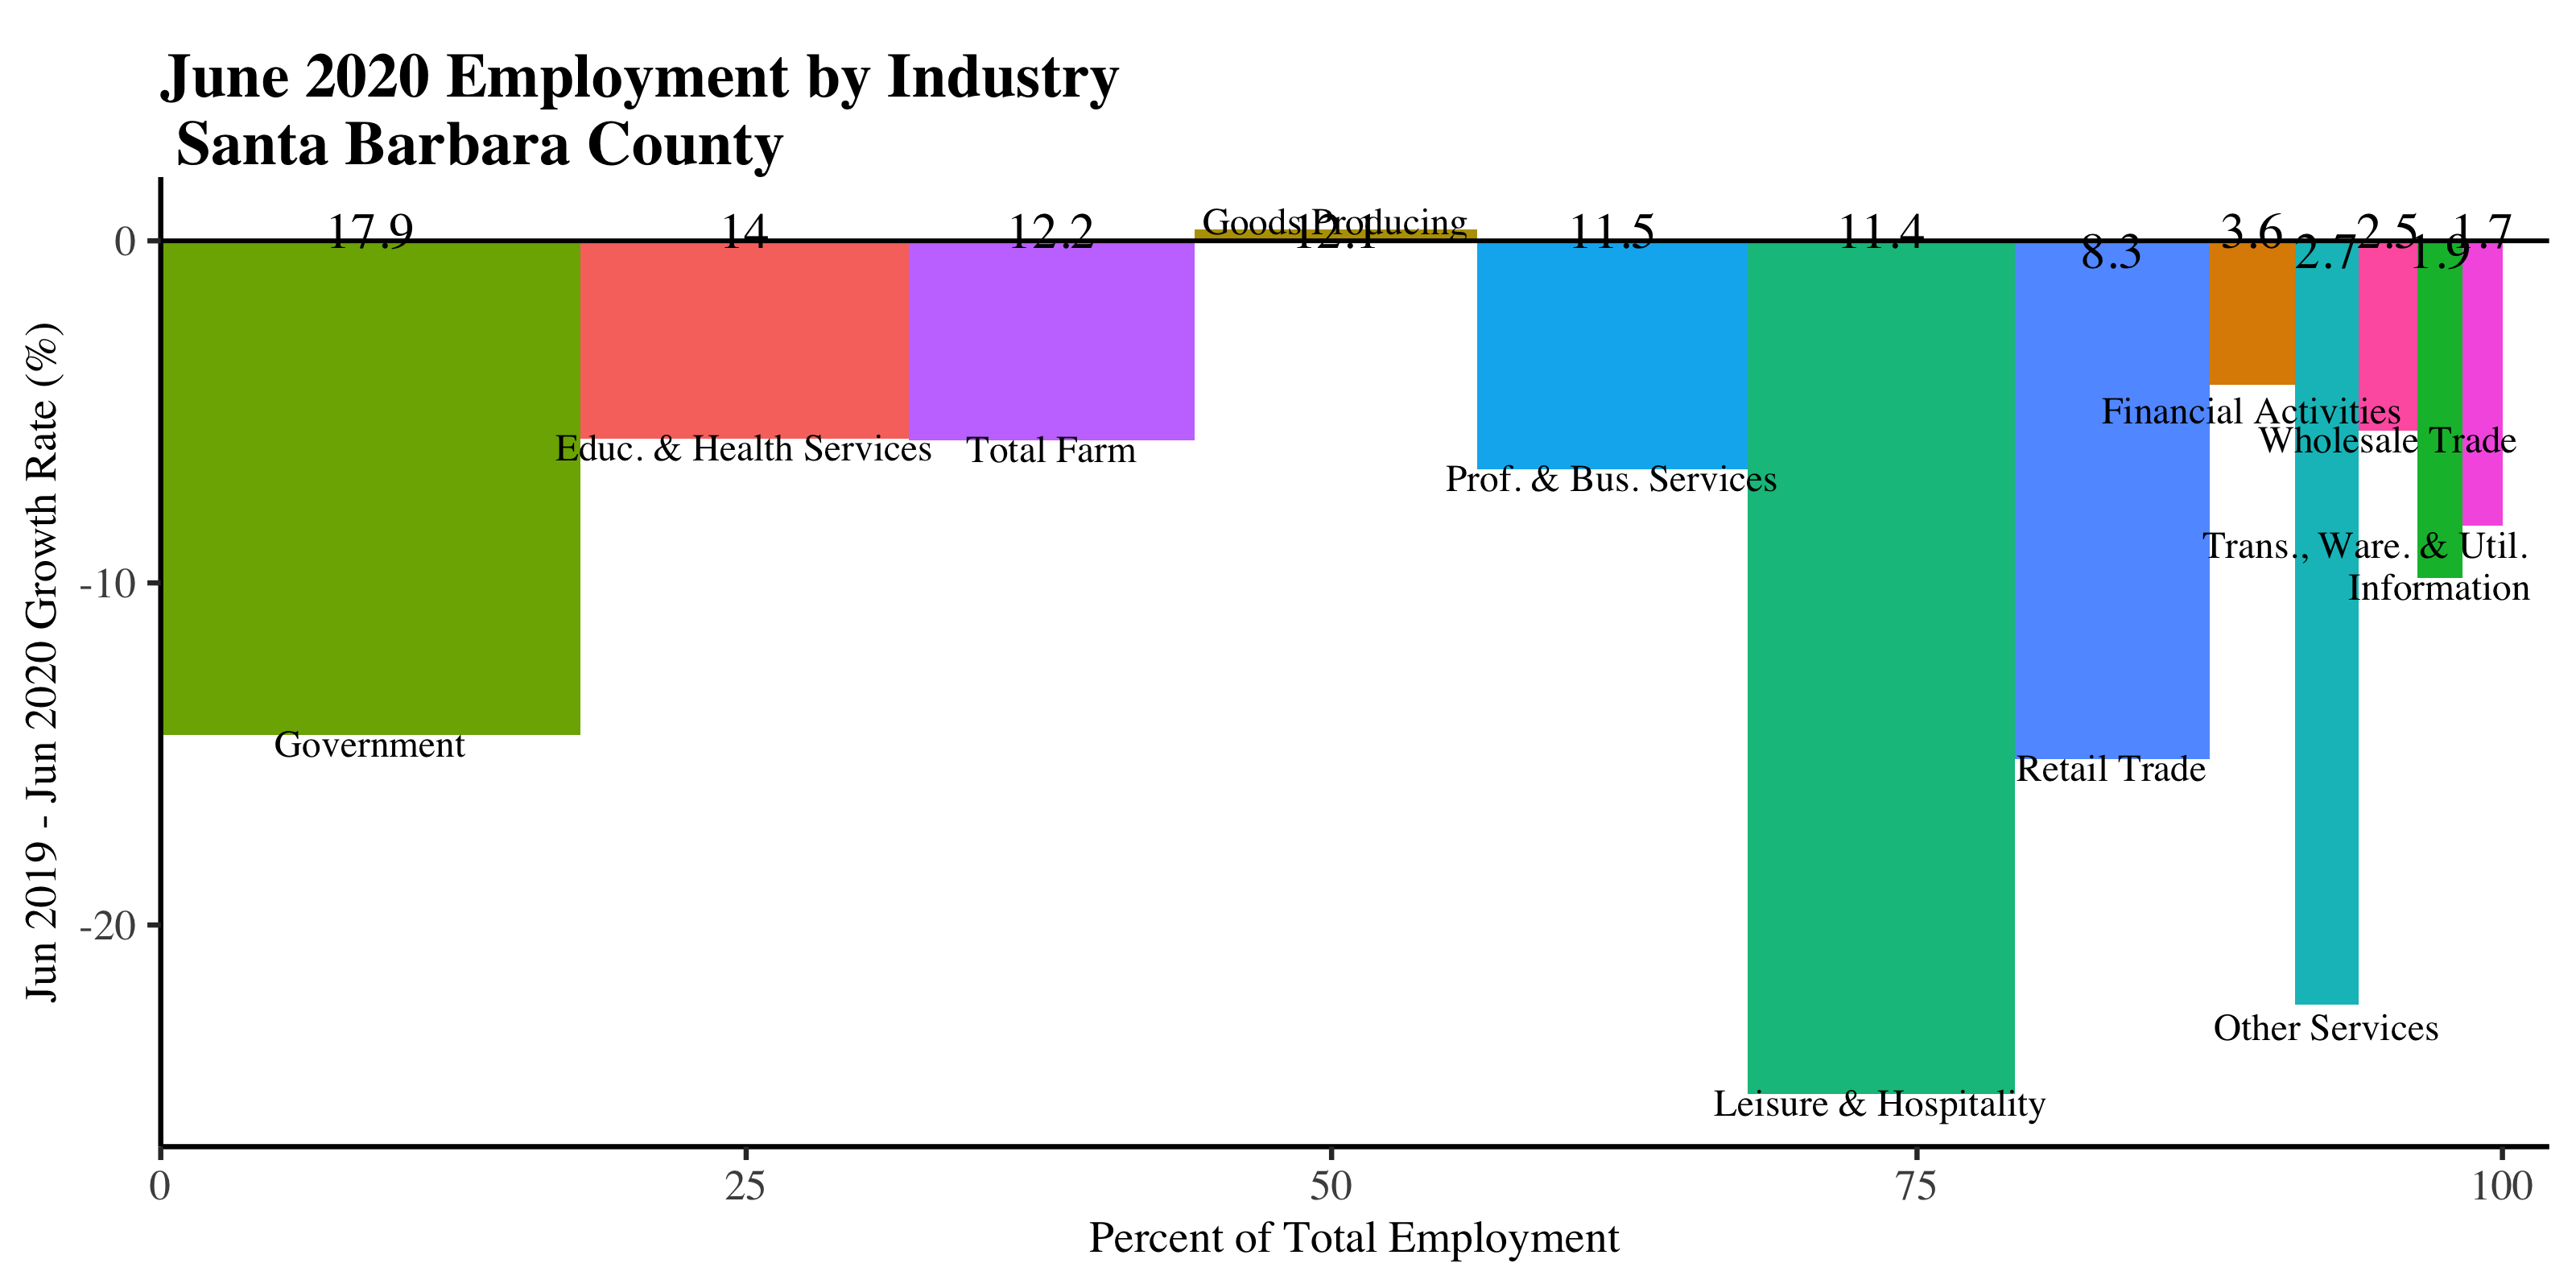 June 2020 Employment by Industry
Santa Barbara County
Jun 2019 - Jun 2020 Growth Rate (%)
0
-10
-20
17.9
14
12.2
12.1
11.5
11.4
8.3
3.6
2.7
2.5
1.9
1.7
Goods Producing
Financial Activities
Wholesale Trade
Educ. & Health Services
Total Farm
Prof. & Bus. Services
Trans., Ware. & Util.
Information
Government
Retail Trade
Other Services
Leisure & Hospitality
0
25
50
75
100
Percent of Total Employment